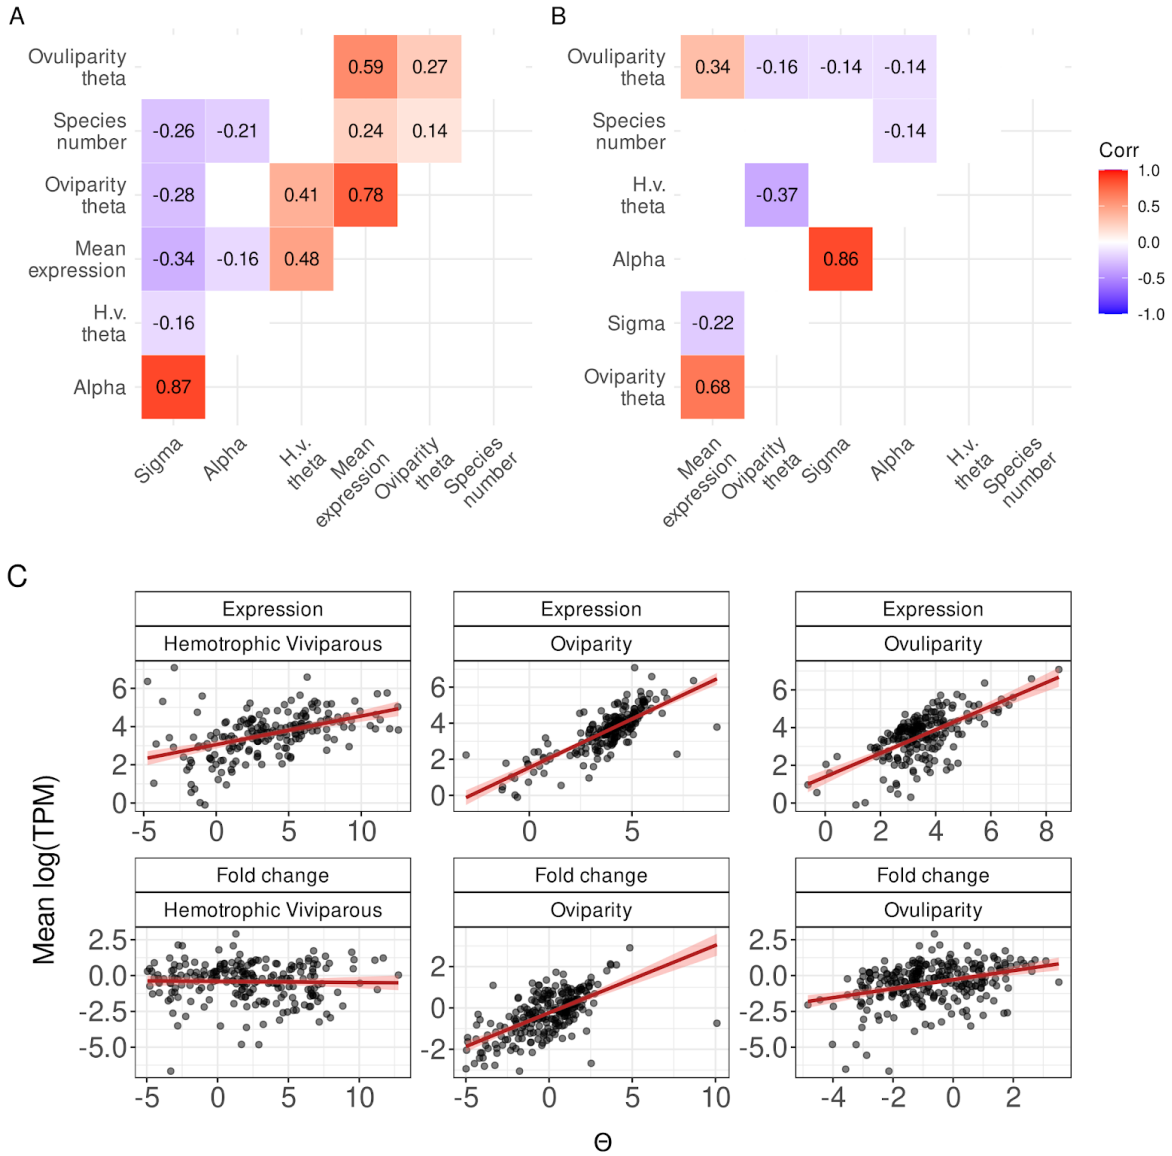 A
B
Ovuliparity
theta
0.59
0.27
Species
number
-0.26
-0.21
0.24
0.14
Oviparity
theta
-0.28
0.41
0.78
Mean
expression
-0.34
-0.16
0.48
H.v.
theta
-0.16
Alpha
0.87
Sigma
Alpha
H.v.
theta
Mean
expression
Oviparity
theta
Species
number
Ovuliparity
theta
0.34
-0.16
-0.14
-0.14
Species
number
-0.14
H.v.
theta
-0.37
Alpha
0.86
Sigma
-0.22
Oviparity
theta
0.68
Mean
expression
Oviparity
theta
Sigma
Alpha
H.v.
theta
Species
number
Corr
1.0
0.5
0.0
-0.5
-1.0
C
Mean log(TPM)
Expression
Hemotrophic Viviparous
6
4
2
0
-5 0 5 10
Expression
Oviparity
6
4
2
0
0 5
Expression
Ovuliparity
6
4
2
0
0 2 4 6 8
Fold change
Hemotrophic Viviparous
2.5
0.0
-2.5
-5.0
-5 0 5 10
Fold change
Oviparity
2
0
-2
-5 0 5 10
Fold change
Ovuliparity
2.5
0.0
-2.5
-5.0
-4 -2 0 2
Θ